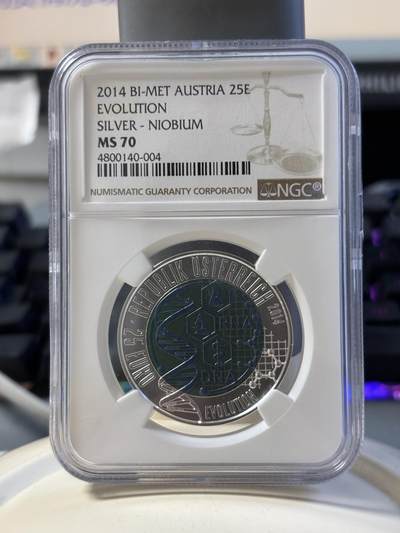 2014 BI-MET AUSTRIA 25E
EVOLUTION
SILVER - NIOBIUM
MS 70
4800140-004
NUMISMATIC GUARANTY CORPORATION NGC®
25 EURO · REPUBLIK ÖSTERREICH 2014
DNA
EVOLUTION